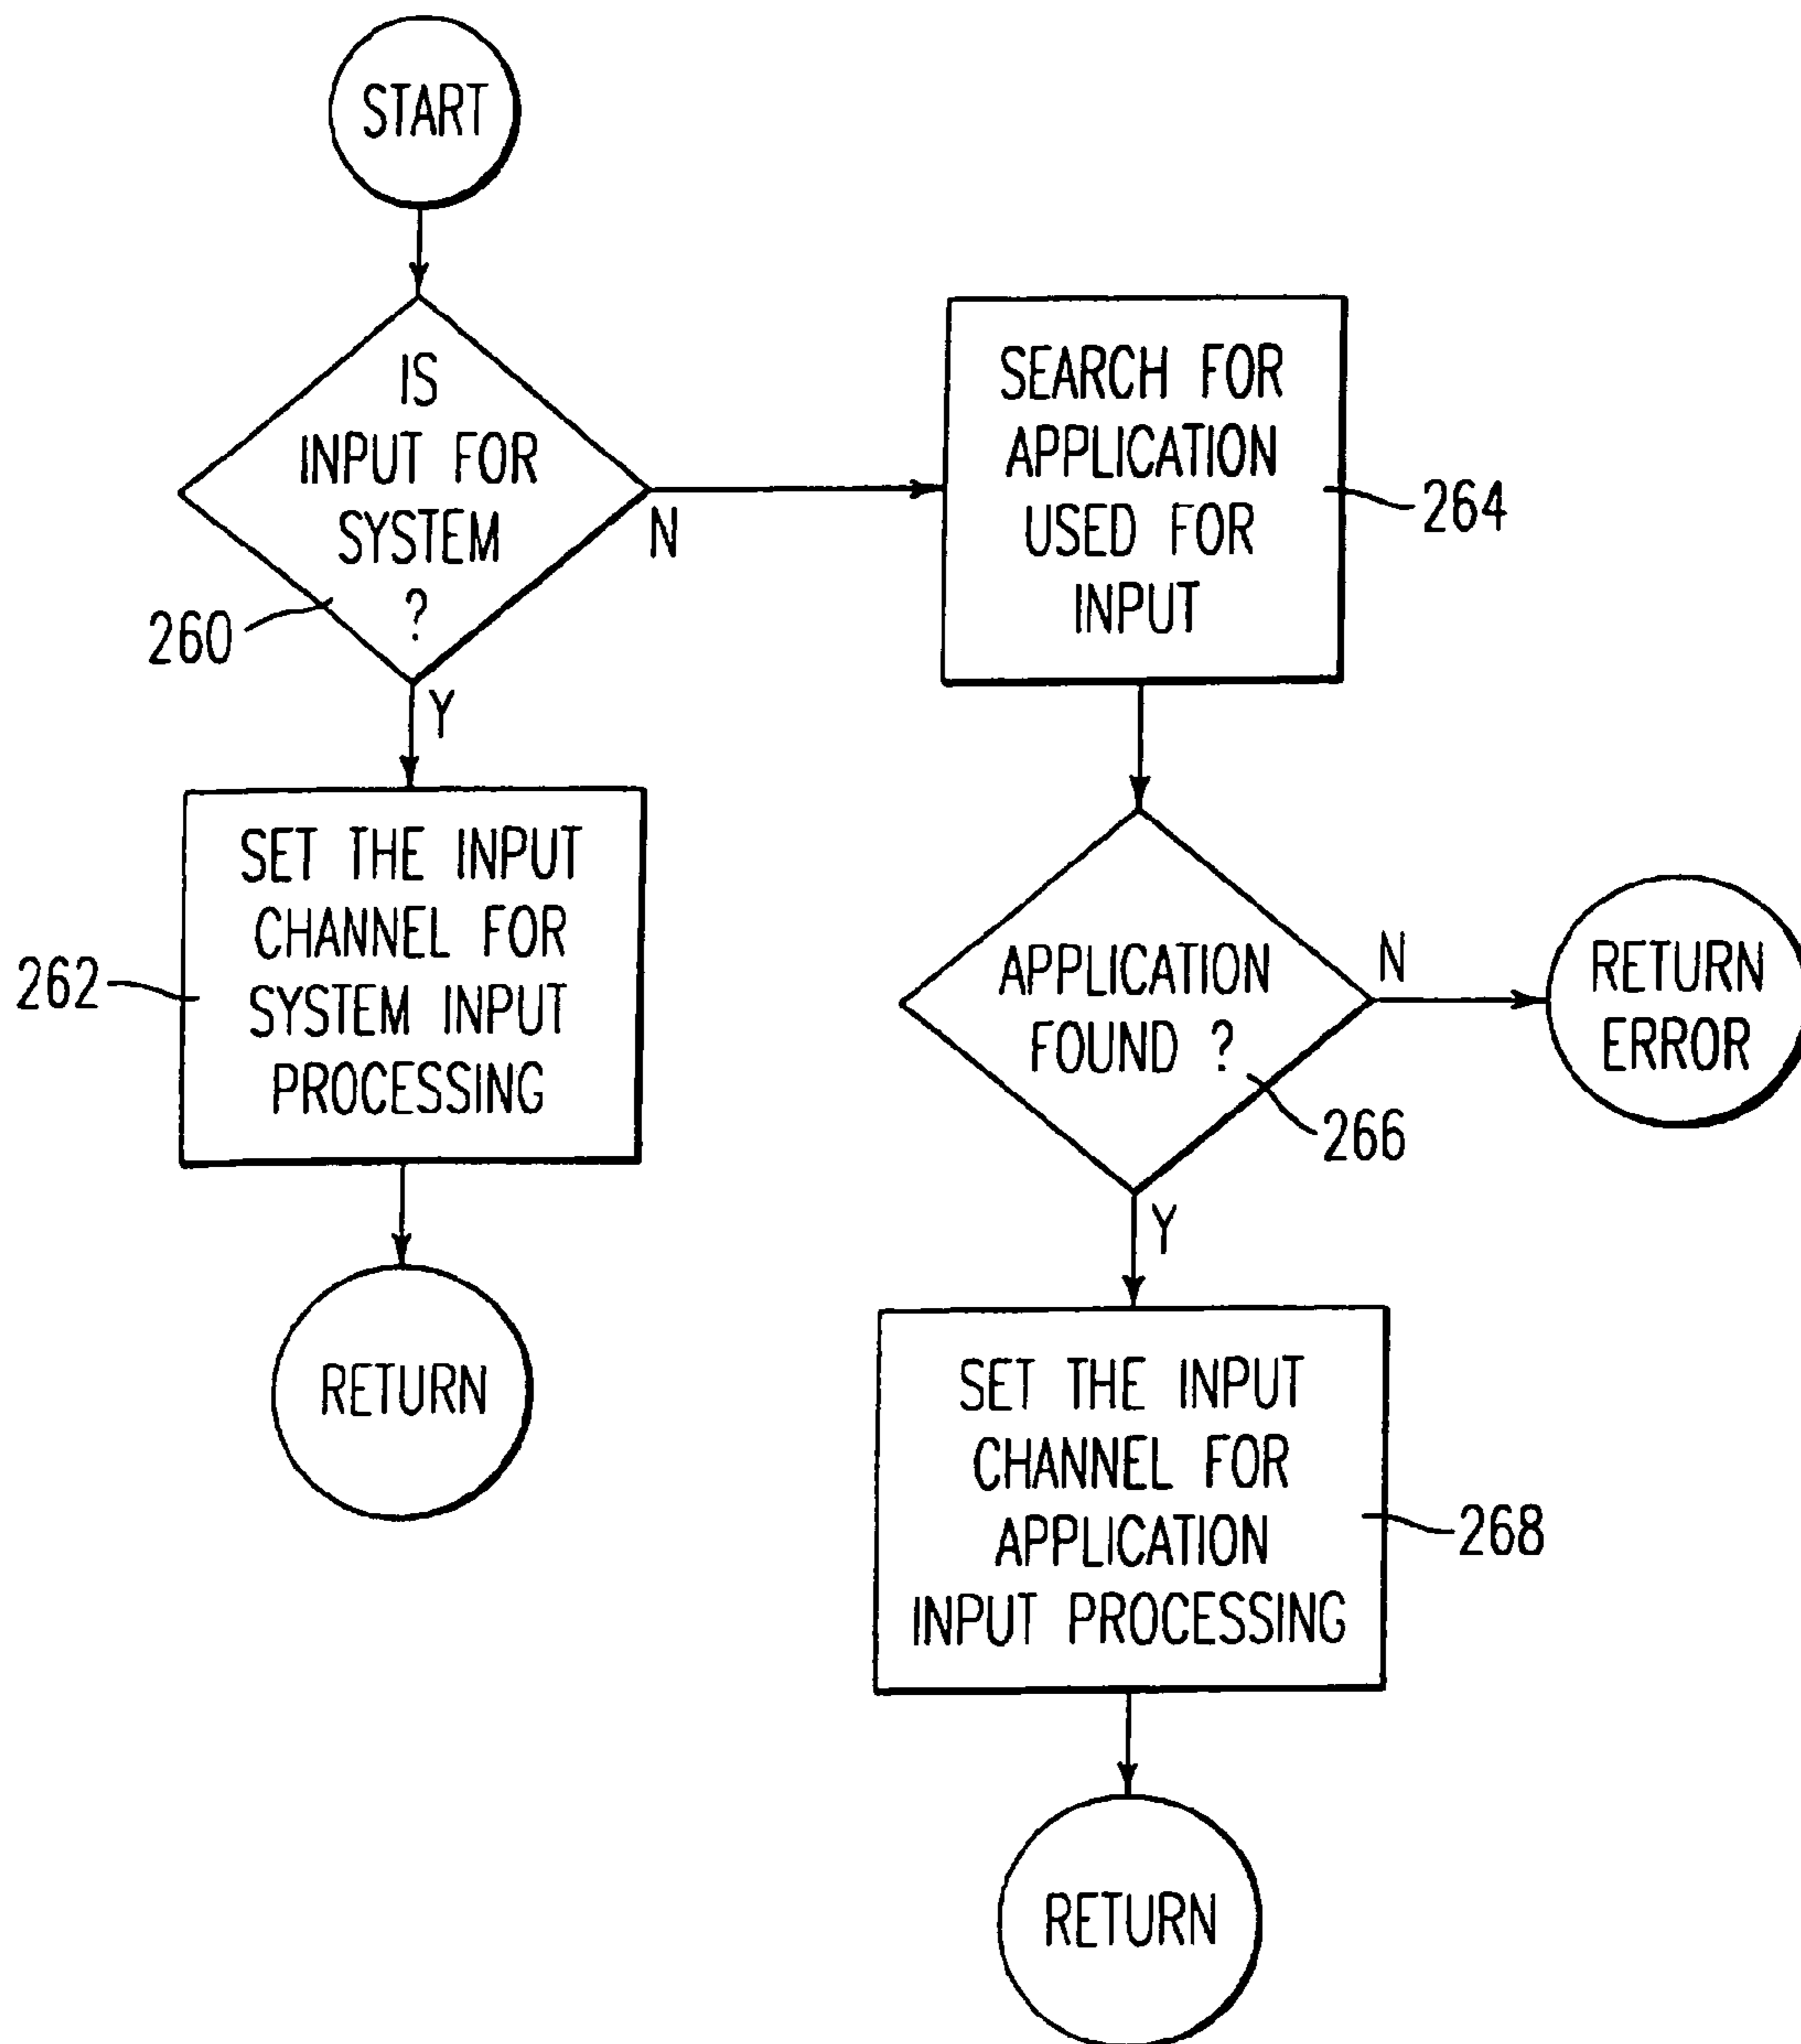 START
IS
INPUT FOR
SYSTEM
?
260
N
Y
SET THE INPUT
CHANNEL FOR
SYSTEM INPUT
PROCESSING
262
RETURN
SEARCH FOR
APPLICATION
USED FOR
INPUT
264
APPLICATION
FOUND ?
266
N
RETURN
ERROR
Y
SET THE INPUT
CHANNEL FOR
APPLICATION
INPUT PROCESSING
268
RETURN